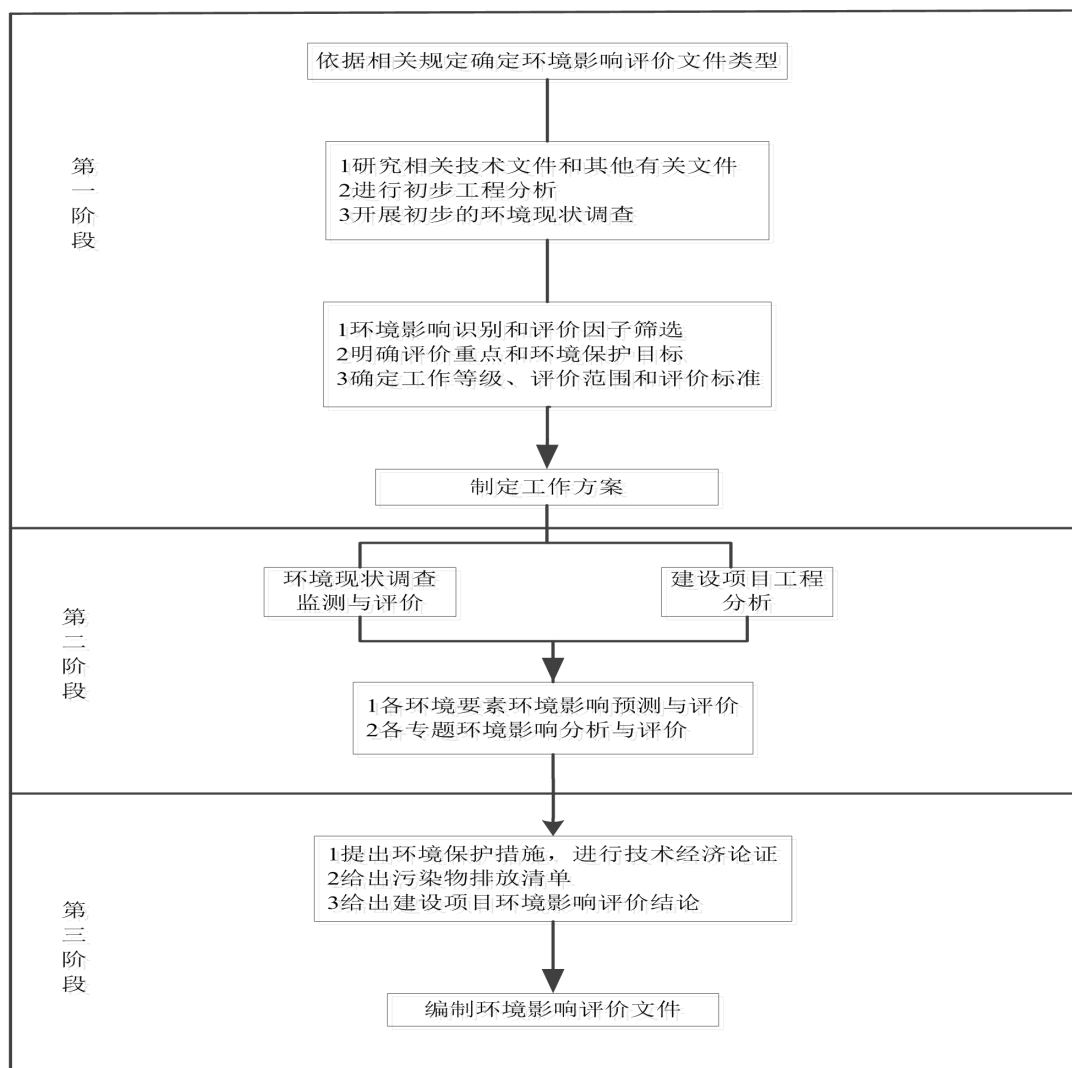 依据相关规定确定环境影响评价文件类型
第一阶段
1研究相关技术文件和其他有关文件
2进行初步工程分析
3开展初步的环境现状调查
1环境影响识别和评价因子筛选
2明确评价重点和环境保护目标
3确定工作等级、评价范围和评价标准
制定工作方案
第二阶段
环境现状调查
监测与评价
建设项目工程
分析
1各环境要素环境影响预测与评价
2各专题环境影响分析与评价
第三阶段
1提出环境保护措施，进行技术经济论证
2给出污染物排放清单
3给出建设项目环境影响评价结论
编制环境影响评价文件